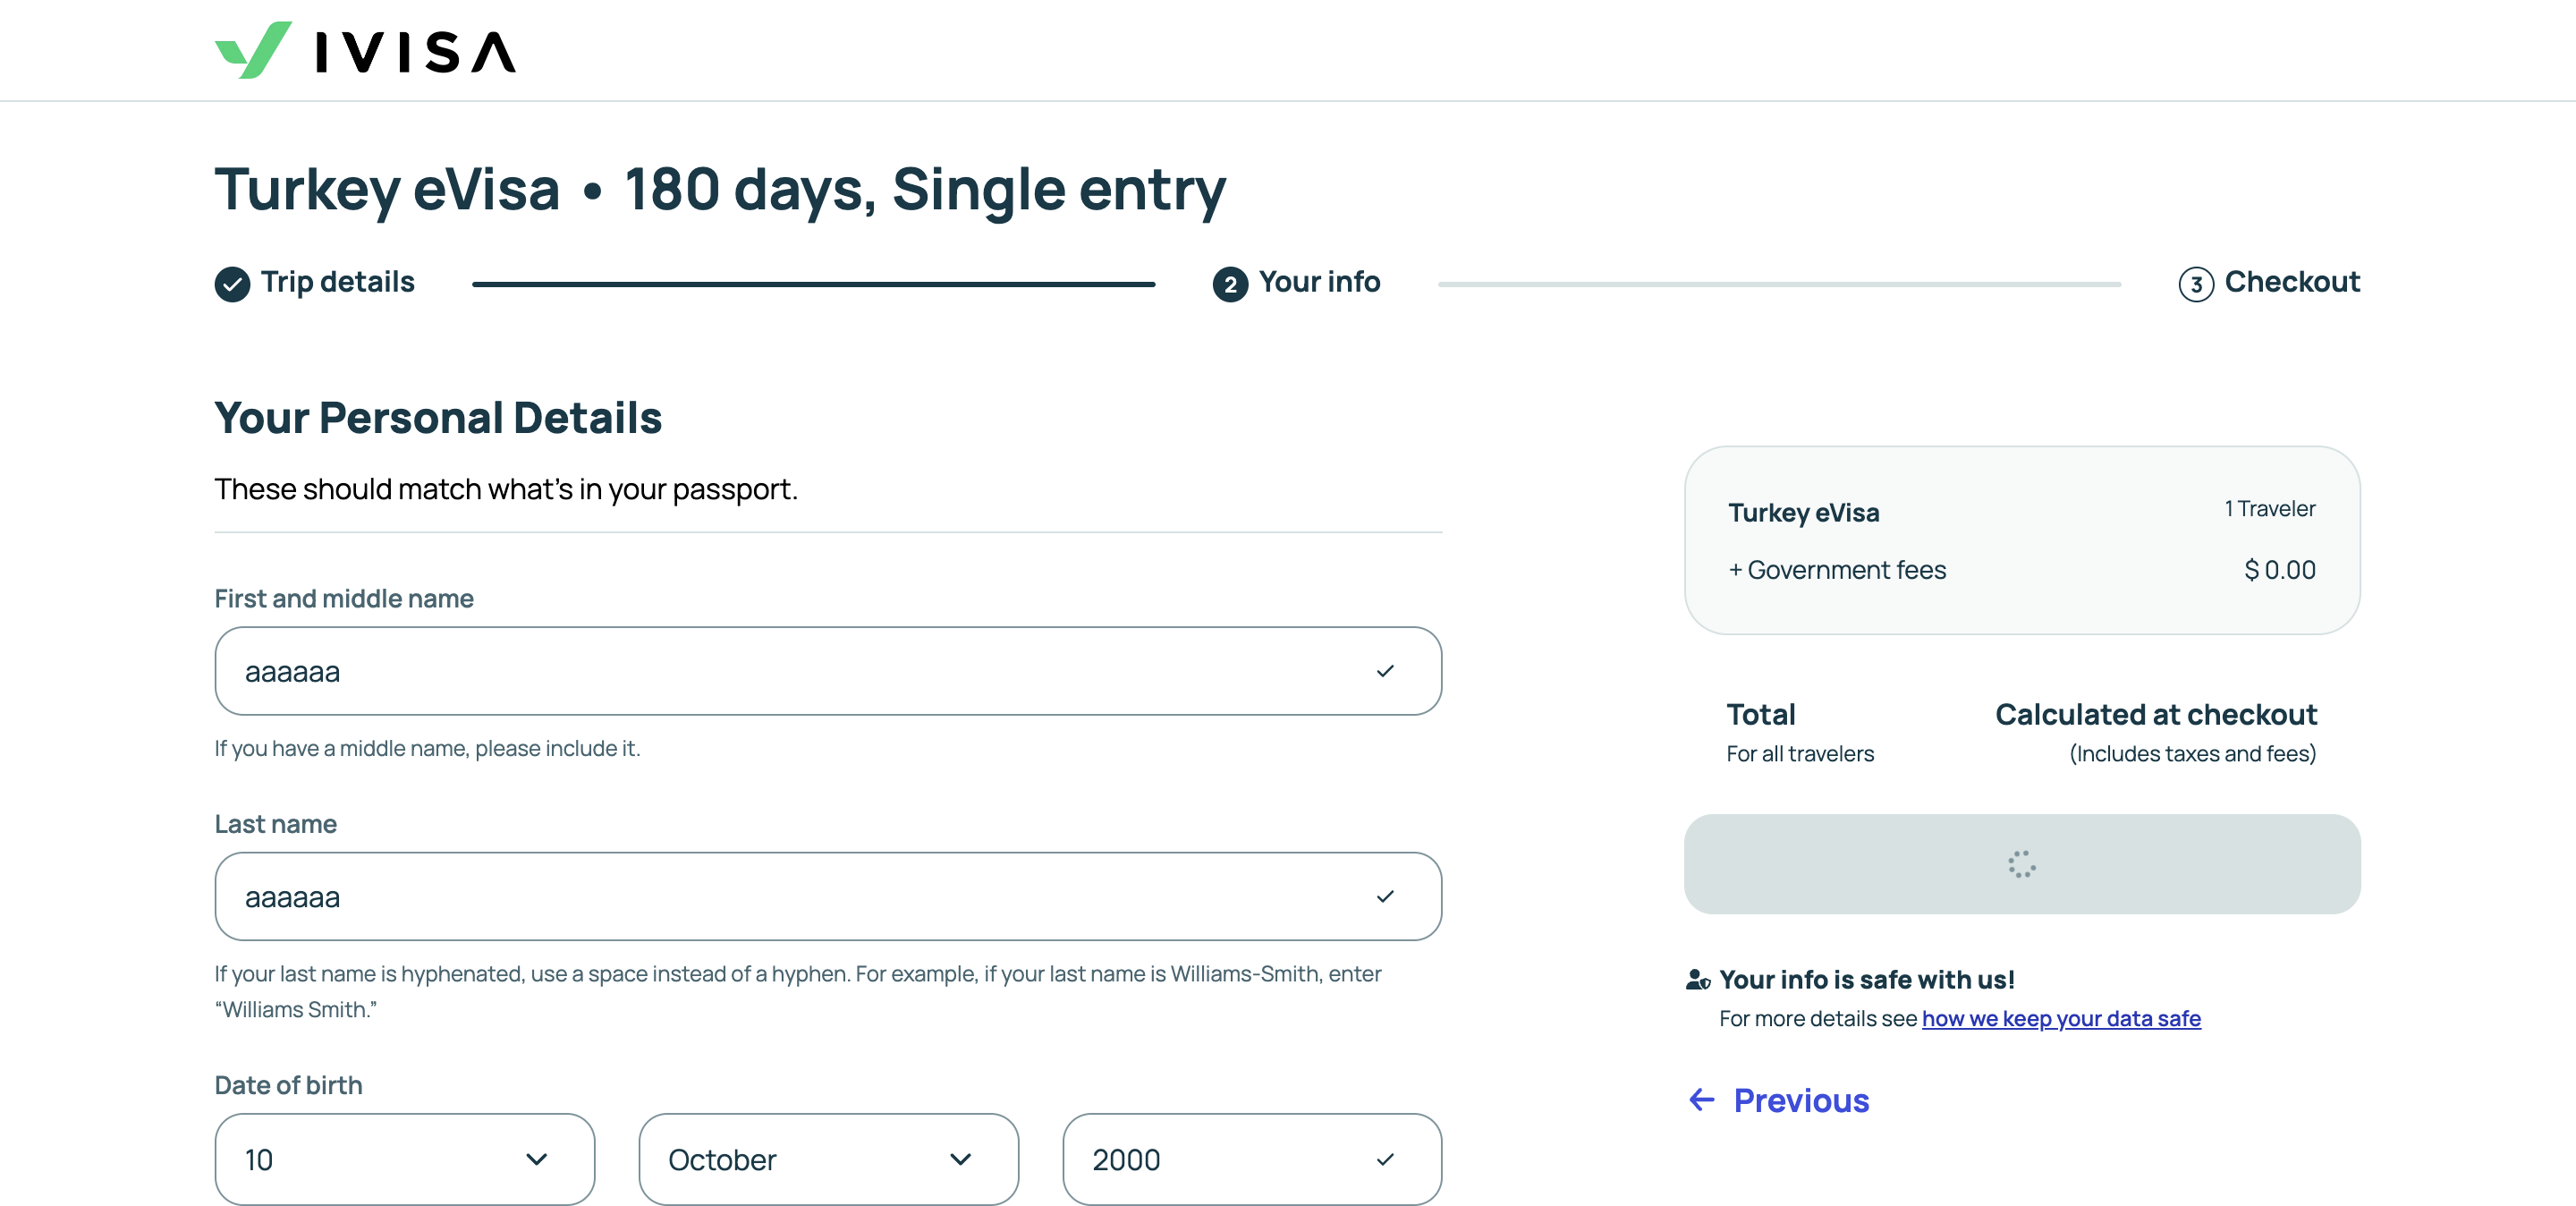 IVISA
Turkey eVisa • 180 days, Single entry
Trip details
2 Your info
3 Checkout
Your Personal Details
These should match what's in your passport.
First and middle name
aaaaaa
If you have a middle name, please include it.
Last name
aaaaaa
If your last name is hyphenated, use a space instead of a hyphen. For example, if your last name is Williams-Smith, enter
“Williams Smith.”
Date of birth
10 October 2000
Turkey eVisa 1 Traveler
+ Government fees $ 0.00
Total Calculated at checkout
For all travelers (Includes taxes and fees)
Your info is safe with us!
For more details see how we keep your data safe
Previous